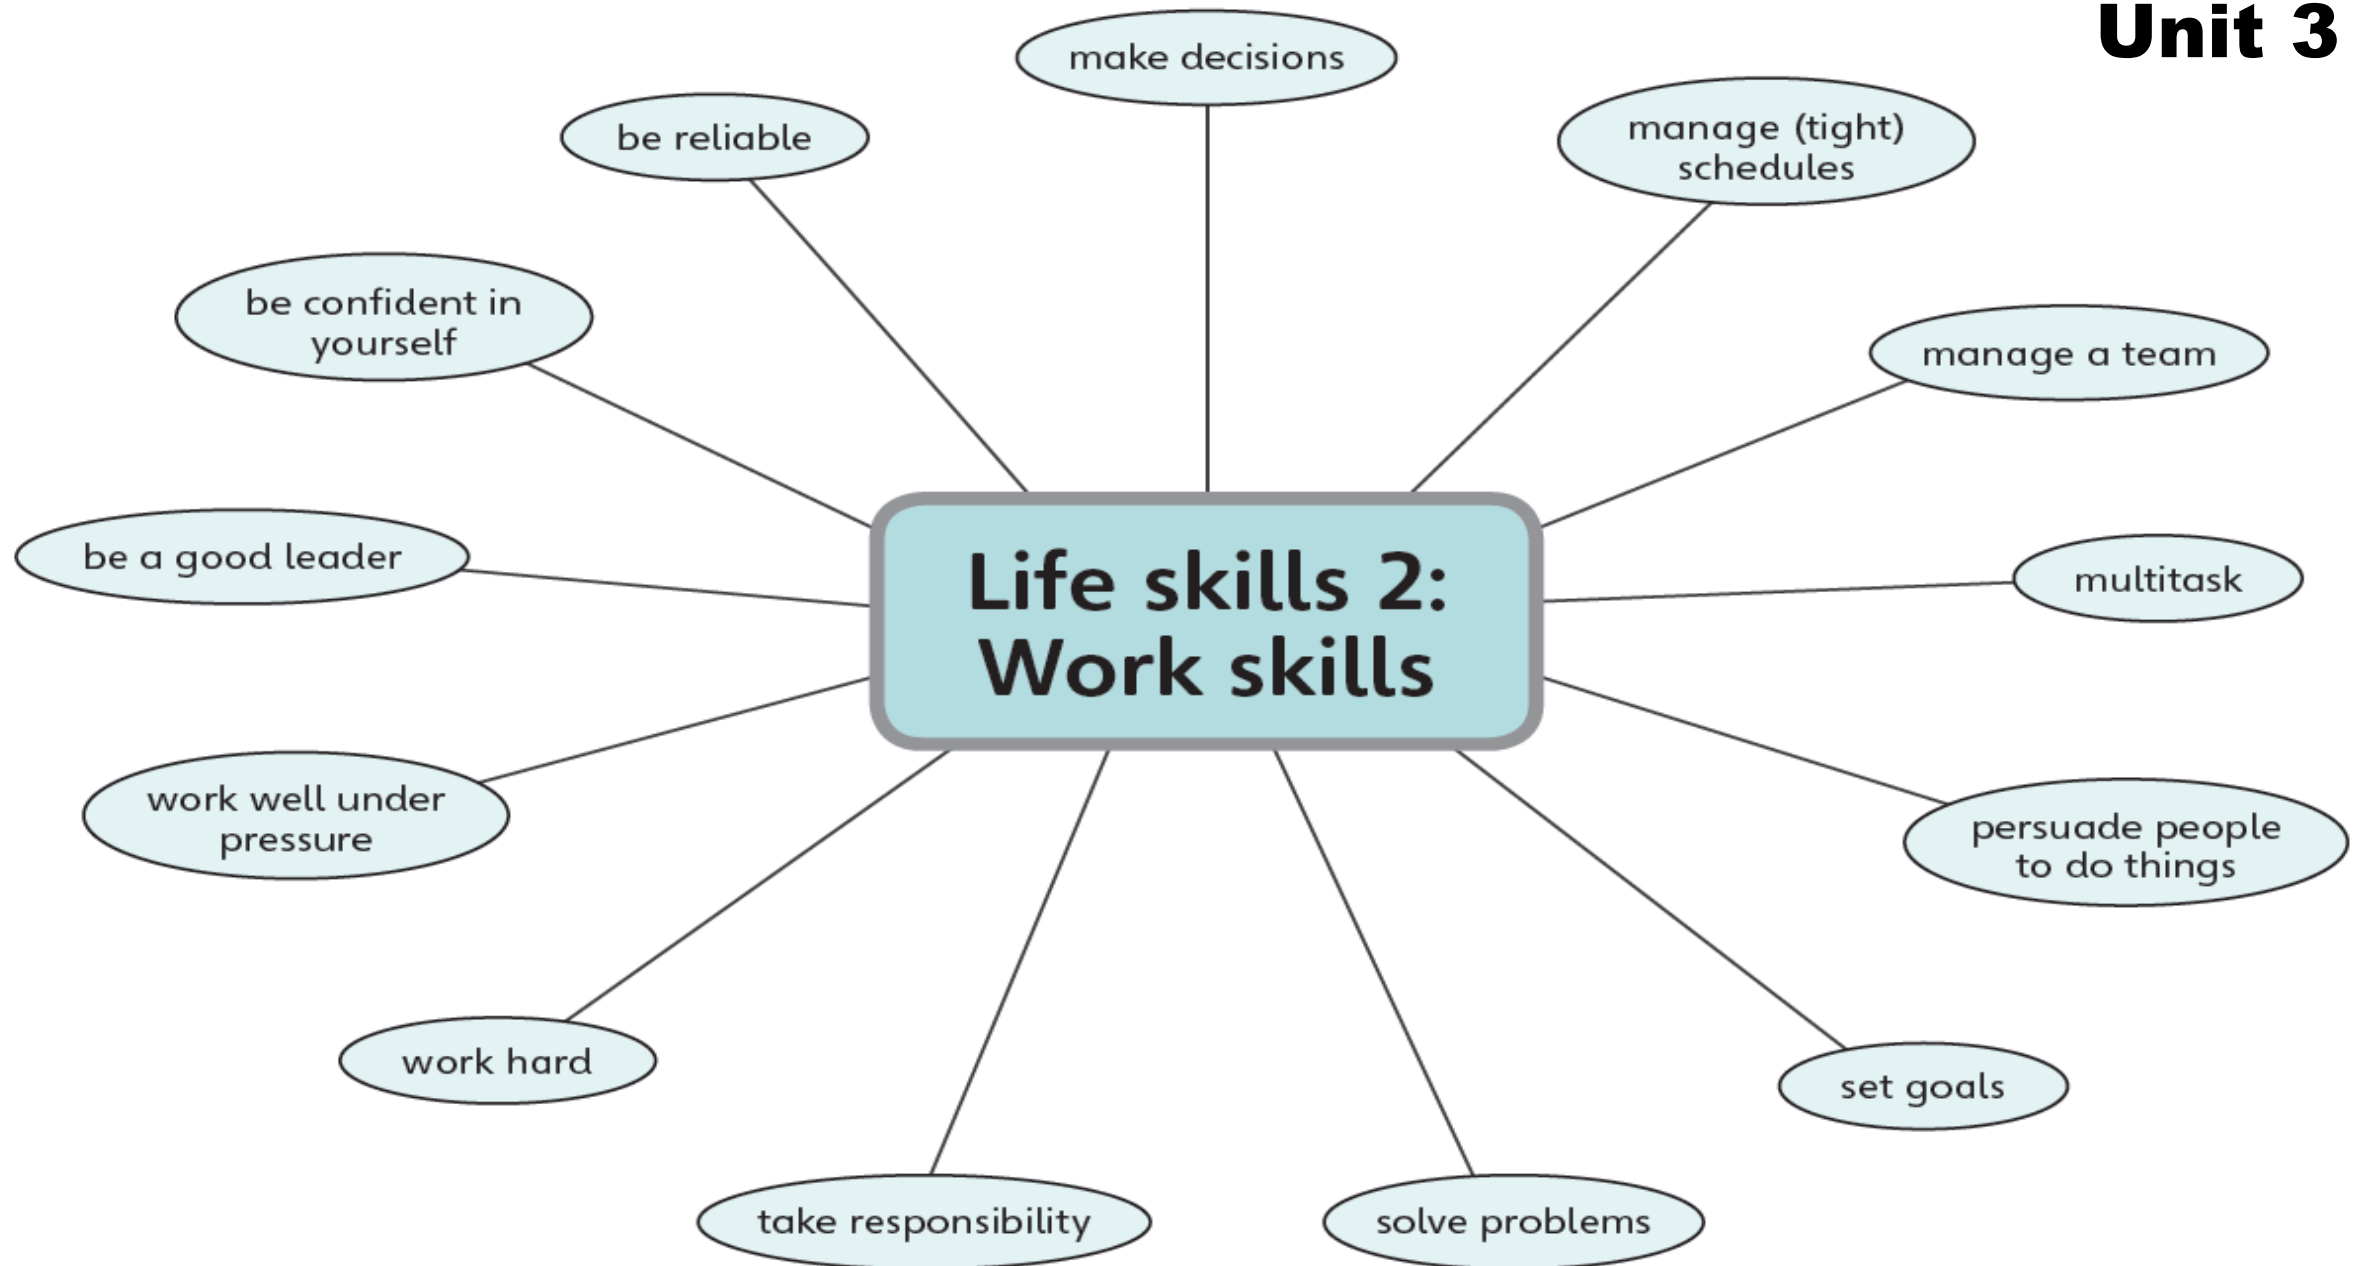 Unit 3
make decisions
be reliable
manage (tight)
schedules
be confident in
yourself
manage a team
be a good leader
Life skills 2:
Work skills
multitask
work well under
pressure
persuade people
to do things
work hard
set goals
take responsibility
solve problems